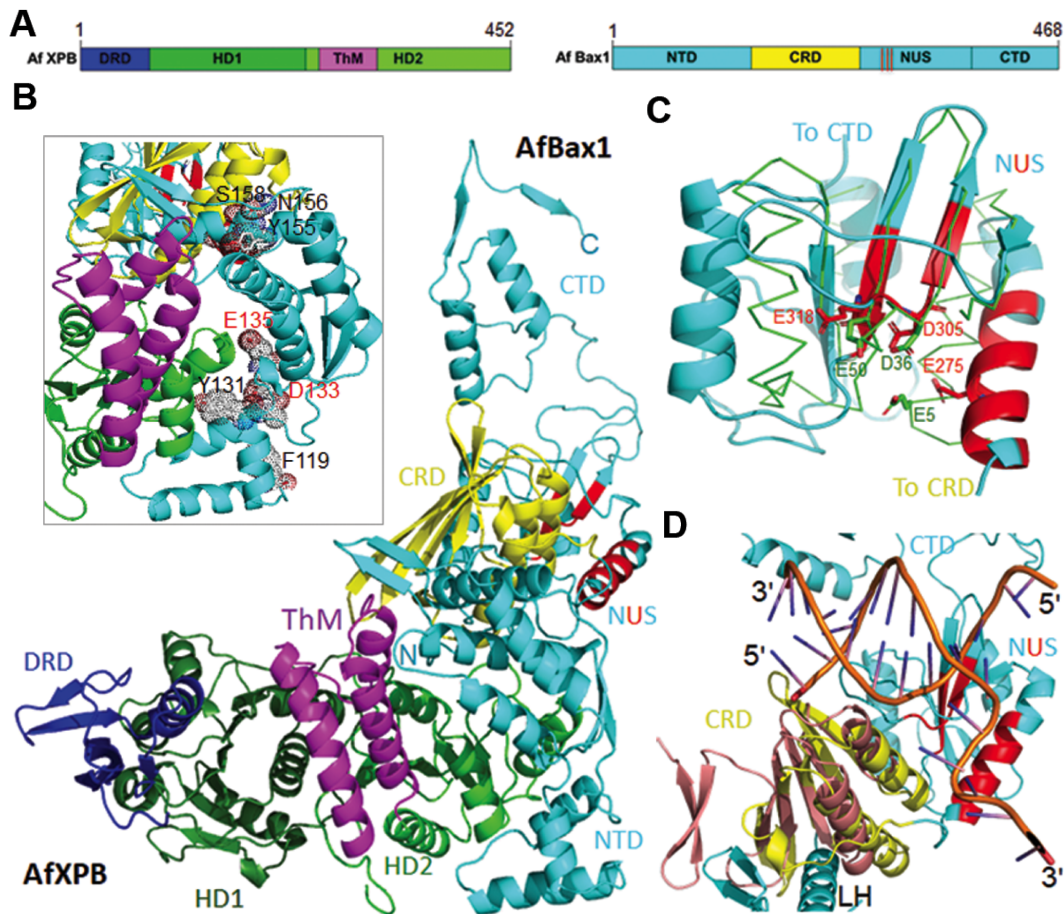 A
1 452
Af XPB DRD HD1 ThM HD2
1 468
Af Bax1 NTD CRD NUS CTD
B
S158
N156
Y155
E135
Y131
D133
F119
AfBax1
C
CTD
CRD
NUS
ThM
N
DRD
HD1
HD2
NTD
AfXPB
C
To CTD
NUS
E318
E50
D36
D305
E275
E5
To CRD
D
CTD
3'
5'
5'
NUS
CRD
LH
3'